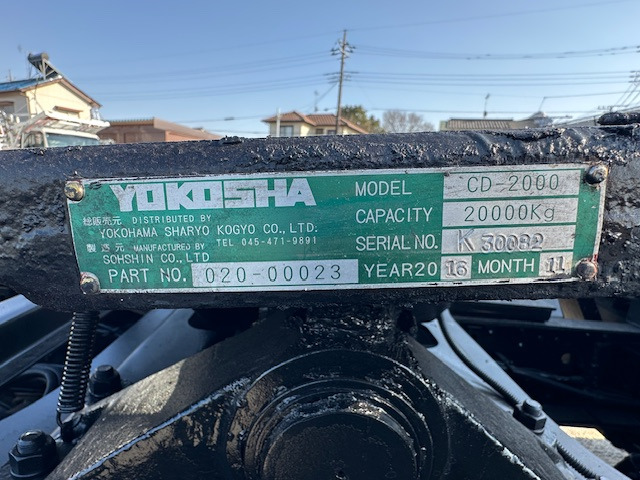 YOKOSHA
総販売元 DISTRIBUTED BY
YOKOHAMA SHARYO KOGYO CO., LTD.
TEL 045-471-9891
製造元 MANUFACTURED BY
SOHSHIN CO., LTD
PART NO. 020-00023
MODEL CD-2000
CAPACITY 20000Kg
SERIAL NO. K 30082
YEAR20 16 MONTH 11